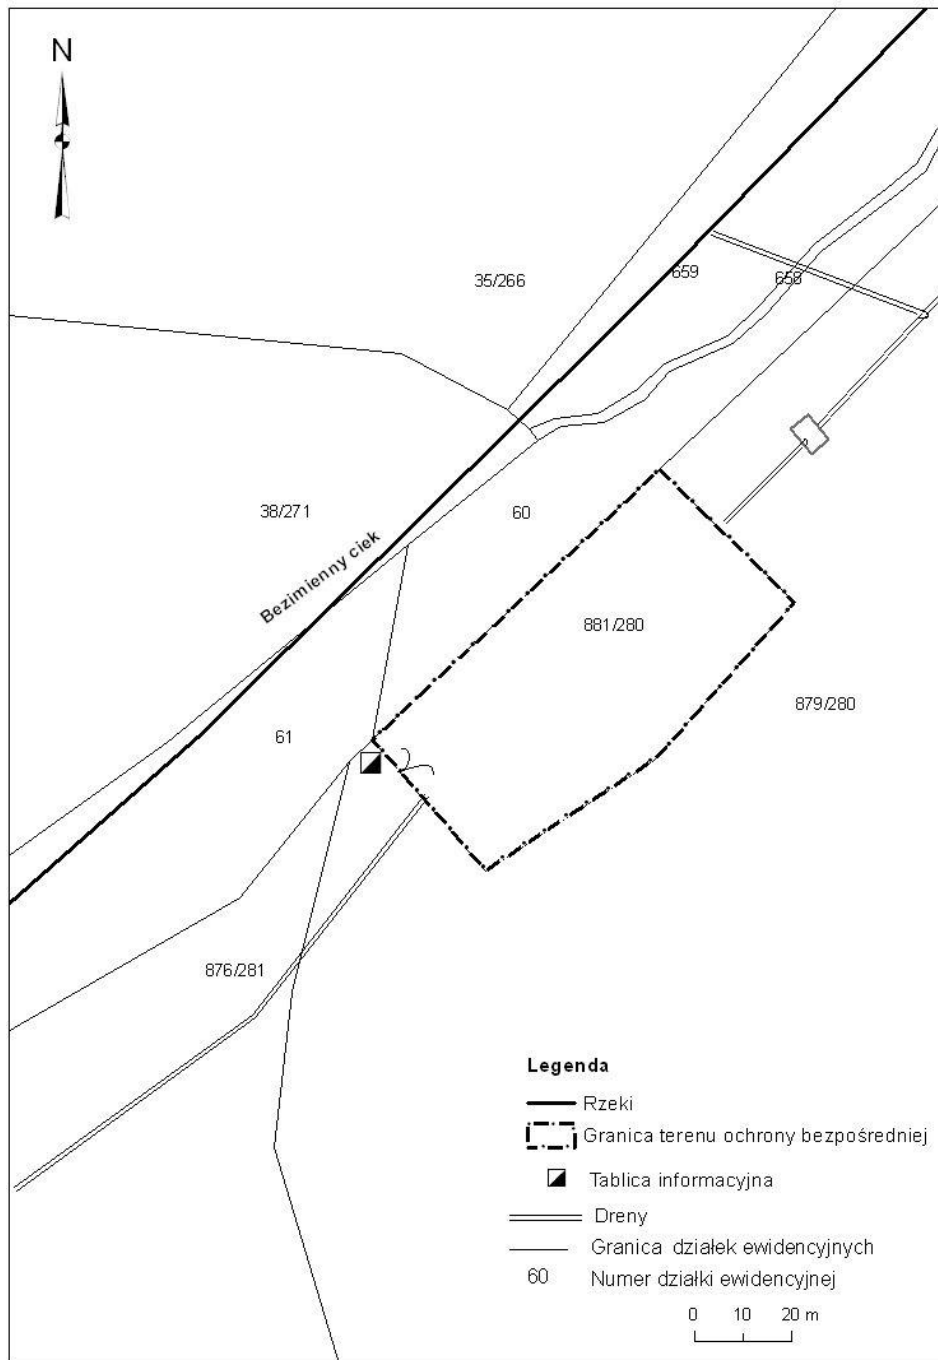 N
35/266
659
658
38/271
60
Bezimienny ciek
881/280
879/280
61
876/281
Legenda
Rzeki
Granica terenu ochrony bezpośredniej
Tablica informacyjna
Dreny
Granica działek ewidencyjnych
60 Numer działki ewidencyjnej
0 10 20 m